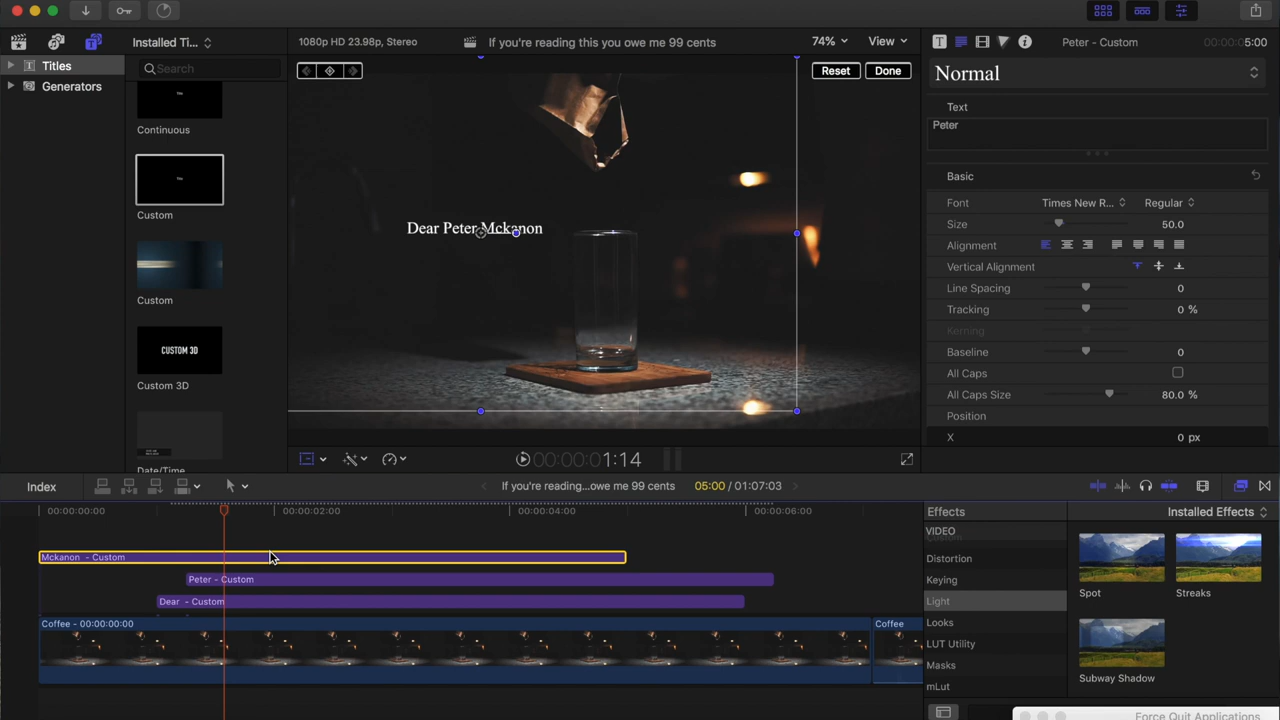 Installed Ti...
1080p HD 23.98p, Stereo
If you're reading this you owe me 99 cents
74%
View
Peter - Custom
00:00:05:00
Titles
Generators
Search
Continuous
Custom
Custom
CUSTOM 3D
Custom 3D
Date/Time
Reset
Done
Dear Peter Mckanon
Normal
Text
Peter
Basic
Font
Times New R...
Regular
Size
50.0
Alignment
Vertical Alignment
Line Spacing
0
Tracking
0 %
Kerning
Baseline
0
All Caps
All Caps Size
80.0 %
Position
X
0 px
00:00:00:01:14
Index
If you're reading...owe me 99 cents
05:00 / 01:07:03
00:00:00:00
00:00:02:00
00:00:04:00
00:00:06:00
Mckanon - Custom
Peter - Custom
Dear - Custom
Coffee - 00:00:00:00
Coffee
Effects
Installed Effects
VIDEO
Distortion
Keying
Light
Looks
LUT Utility
Masks
mLut
Spot
Streaks
Subway Shadow
Force Quit Applications